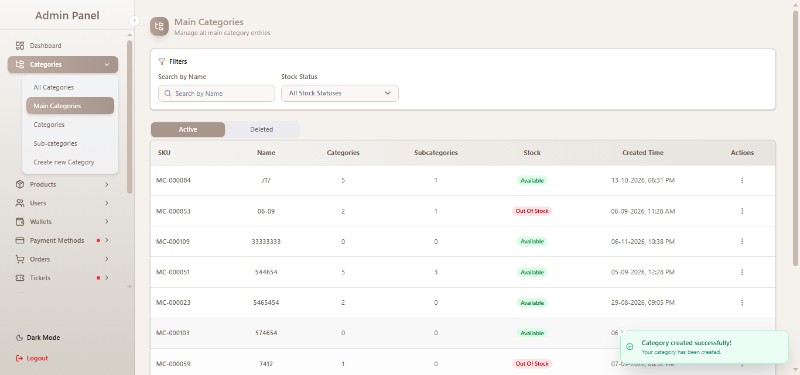 Admin Panel
Dashboard
Categories
All Categories
Main Categories
Categories
Sub-categories
Create new Category
Products
Users
Wallets
Payment Methods
Orders
Tickets
Dark Mode
Logout
Main Categories
Manage all main category entries
Filters
Search by Name Stock Status
Search by Name All Stock Statuses
Active Deleted
SKU Name Categories Subcategories Stock Created Time Actions
MC-000084 /T/ 5 1 Available 13-10-2026, 06:31 PM
MC-000053 06-09 2 1 Out Of Stock 06-09-2026, 11:28 AM
MC-000109 33333333 0 0 Available 06-11-2026, 10:38 PM
MC-000051 544654 5 3 Available 05-09-2026, 12:28 PM
MC-000023 5465454 2 0 Available 29-08-2026, 09:05 PM
MC-000103 574654 0 0 Available 06
MC-000059 7412 1 0 Out Of Stock
Category created successfully!
Your category has been created.